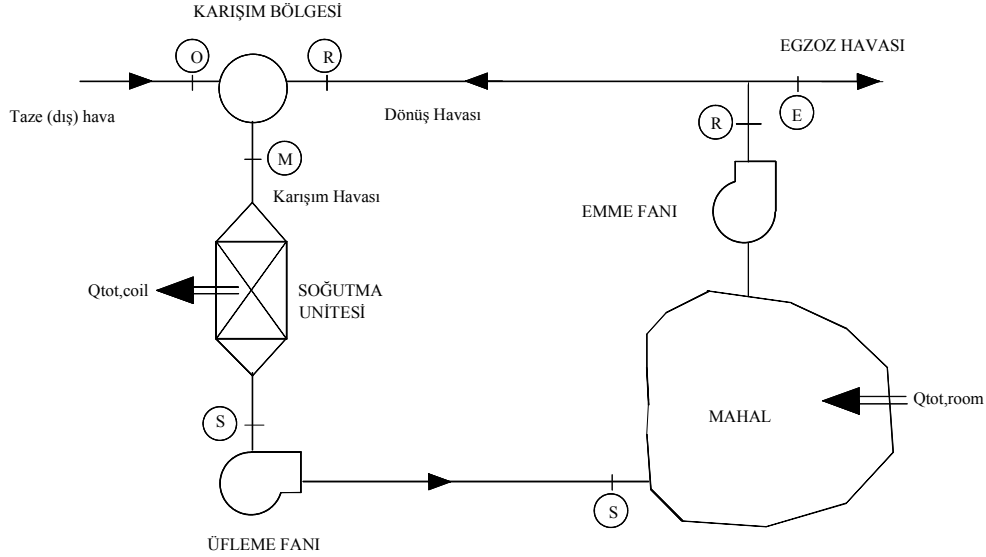 KARIŞIM BÖLGESİ
EGZOZ HAVASI
O
R
Taze (dış) hava
Dönüş Havası
R
E
M
Karışım Havası
EMME FANI
Qtot,coil
SOĞUTMA
UNİTESİ
Qtot,room
MAHAL
S
S
ÜFLEME FANI